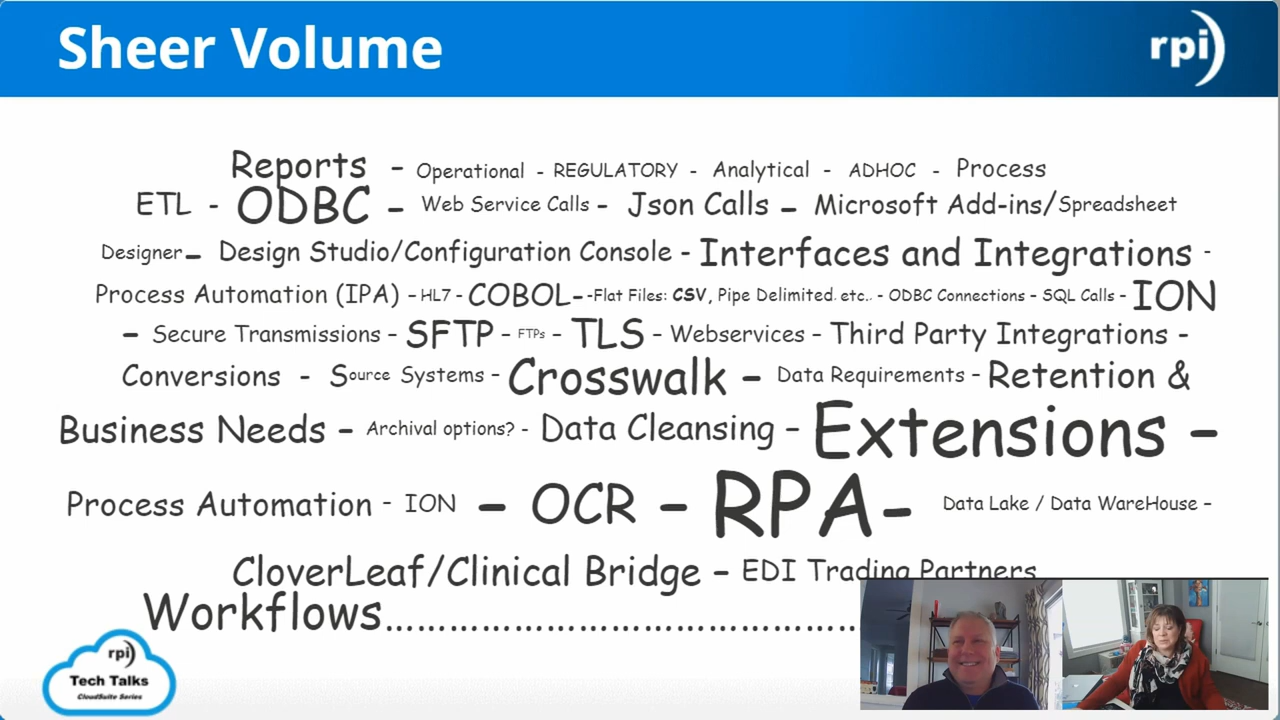 Sheer Volume
rpi
Reports - Operational - REGULATORY - Analytical - ADHOC - Process
ETL - ODBC - Web Service Calls - Json Calls - Microsoft Add-ins/Spreadsheet
Designer - Design Studio/Configuration Console - Interfaces and Integrations -
Process Automation (IPA) - HL7 - COBOL--Flat Files: CSV, Pipe Delimited. etc.. - ODBC Connections - SQL Calls - ION
- Secure Transmissions - SFTP - FTPs - TLS - Webservices - Third Party Integrations -
Conversions - Source Systems - Crosswalk - Data Requirements - Retention &
Business Needs - Archival options? - Data Cleansing - Extensions -
Process Automation - ION - OCR - RPA- Data Lake / Data WareHouse -
CloverLeaf/Clinical Bridge - EDI Trading Partners
Workflows...........................................
rpi
Tech Talks
CloudSuite Series